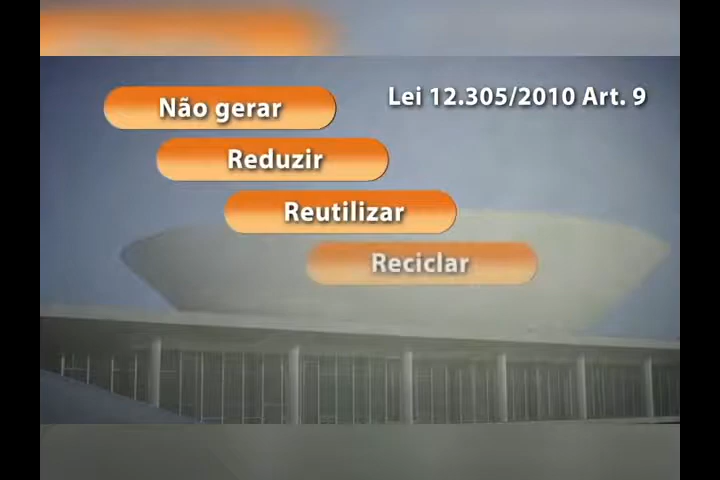 Lei 12.305/2010 Art. 9
Não gerar
Reduzir
Reutilizar
Reciclar